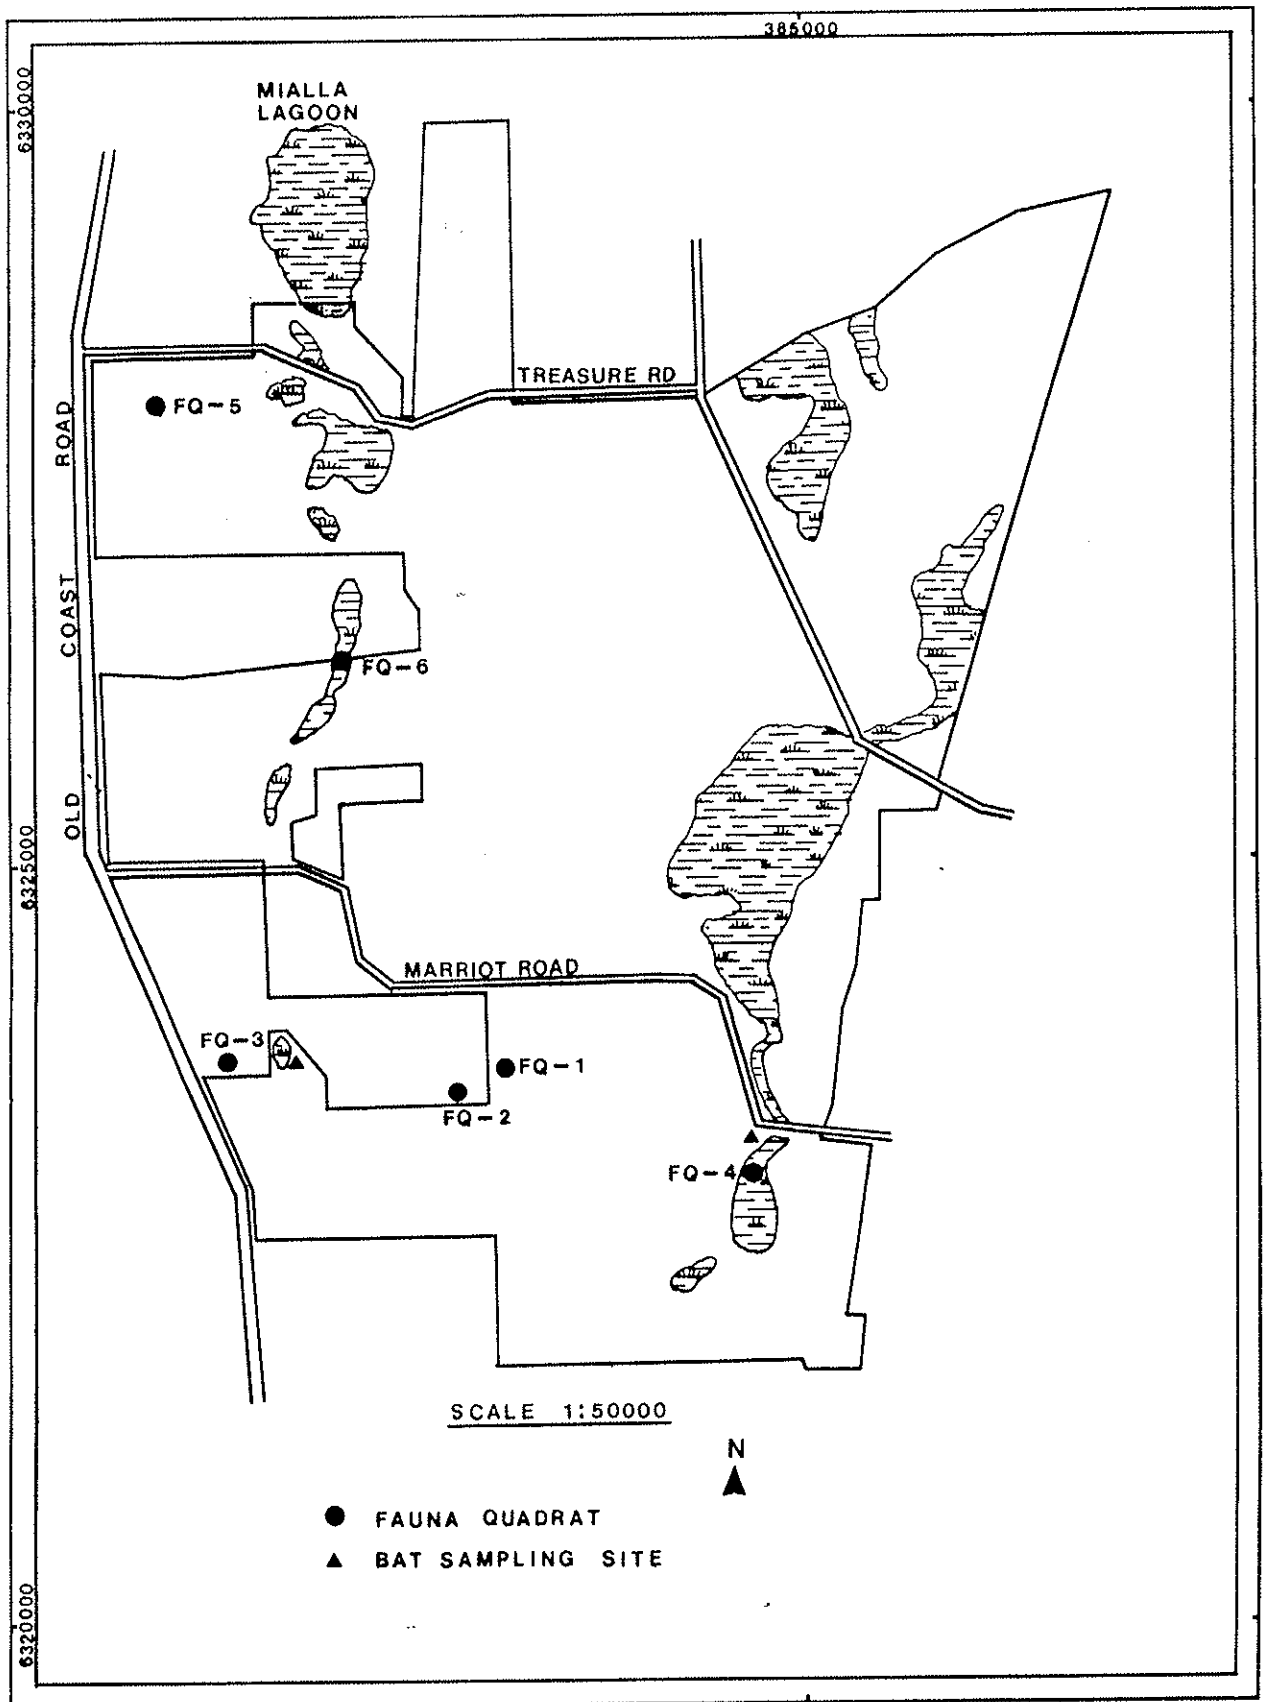 385000
6330000
MIALLA
LAGOON
TREASURE RD
FQ-5
OLD COAST ROAD
FQ-6
6325000
MARRIOT ROAD
FQ-3
FQ-1
FQ-2
FQ-4
SCALE 1:50000
N
FAUNA QUADRAT
BAT SAMPLING SITE
6320000